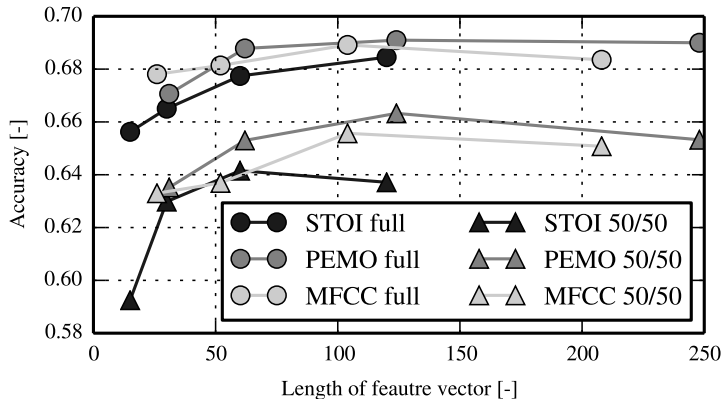 0.70
0.68
0.66
0.64
0.62
0.60
0.58
Accuracy [-]
STOI full
STOI 50/50
PEMO full
PEMO 50/50
MFCC full
MFCC 50/50
0
50
100
150
200
250
Length of feautre vector [-]